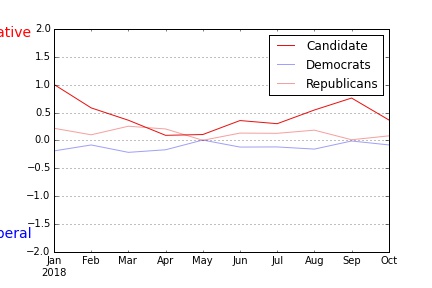 ative
2.0
1.5
1.0
0.5
0.0
−0.5
−1.0
−1.5
−2.0
beral
Candidate
Democrats
Republicans
Jan Feb Mar Apr May Jun Jul Aug Sep Oct
2018